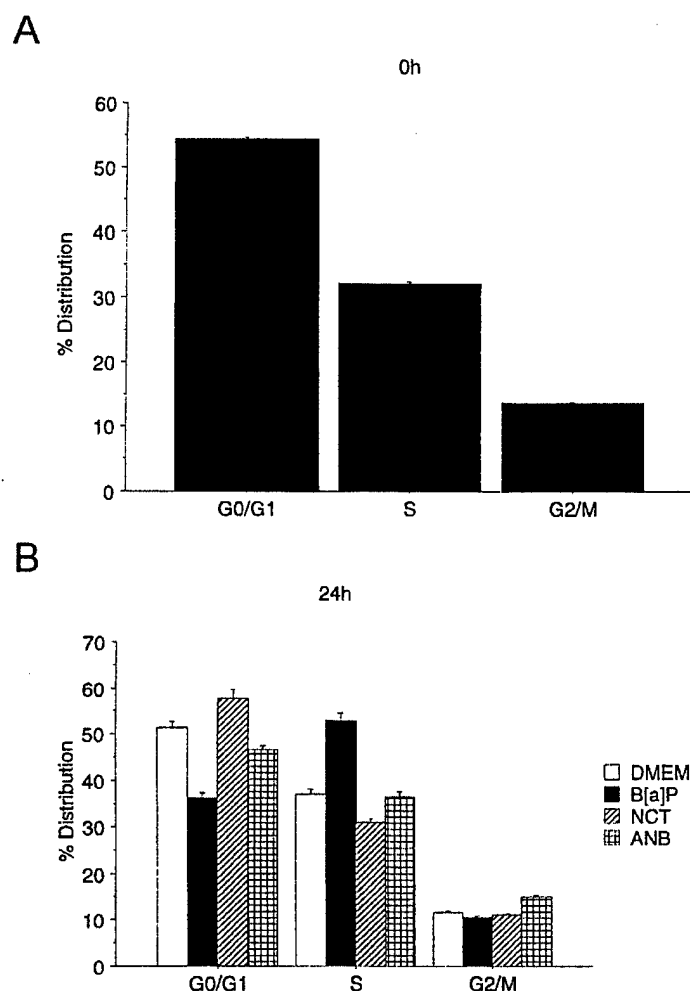 A
0h
60
50
40
30
20
10
0
% Distribution
G0/G1 S G2/M
B
24h
70
60
50
40
30
20
10
0
% Distribution
G0/G1 S G2/M
DMEM
B[a]P
NCT
ANB